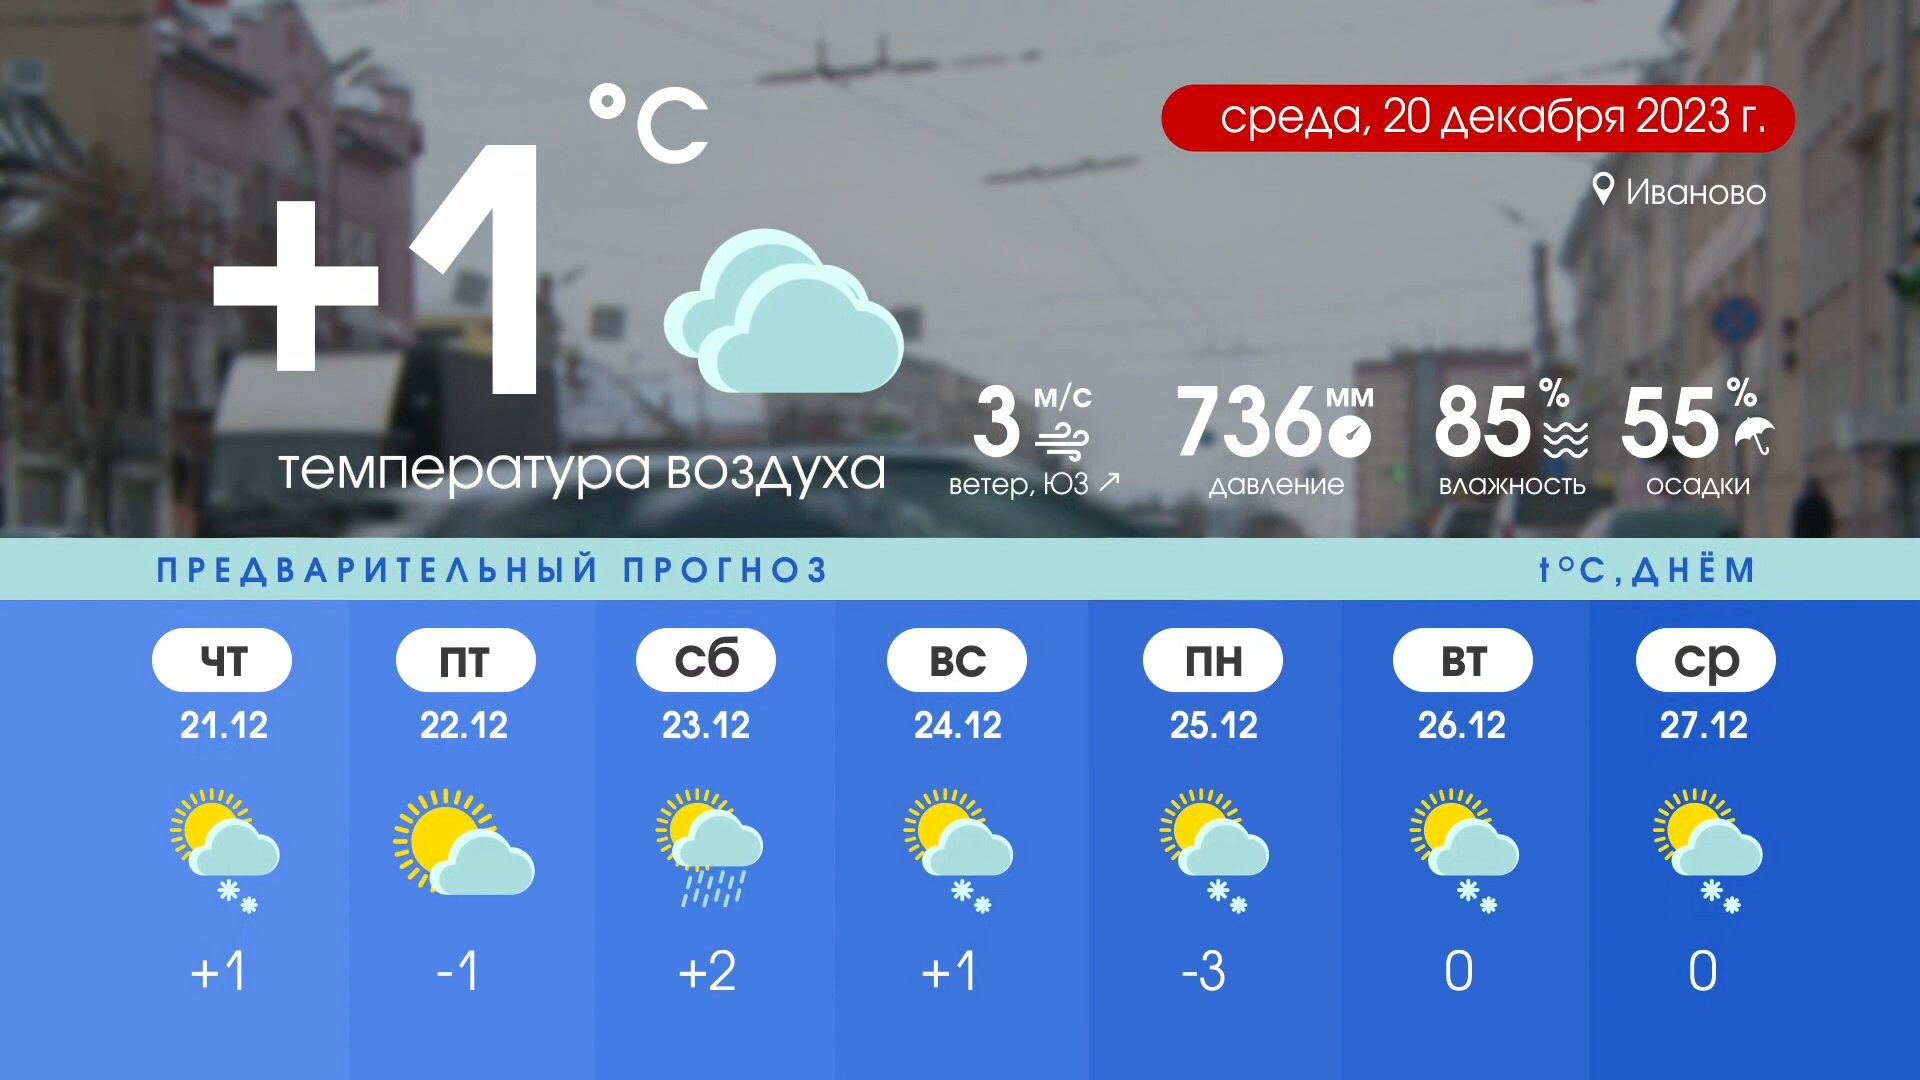 +1 °C
температура воздуха
среда, 20 декабря 2023 г.
Иваново
3 м/с
ветер, ЮЗ ↗
736 мм
давление
85 %
влажность
55 %
осадки
ПРЕДВАРИТЕЛЬНЫЙ ПРОГНОЗ
t°C, ДНЁМ
чт
21.12
+1
пт
22.12
-1
сб
23.12
+2
вс
24.12
+1
пн
25.12
-3
вт
26.12
0
ср
27.12
0